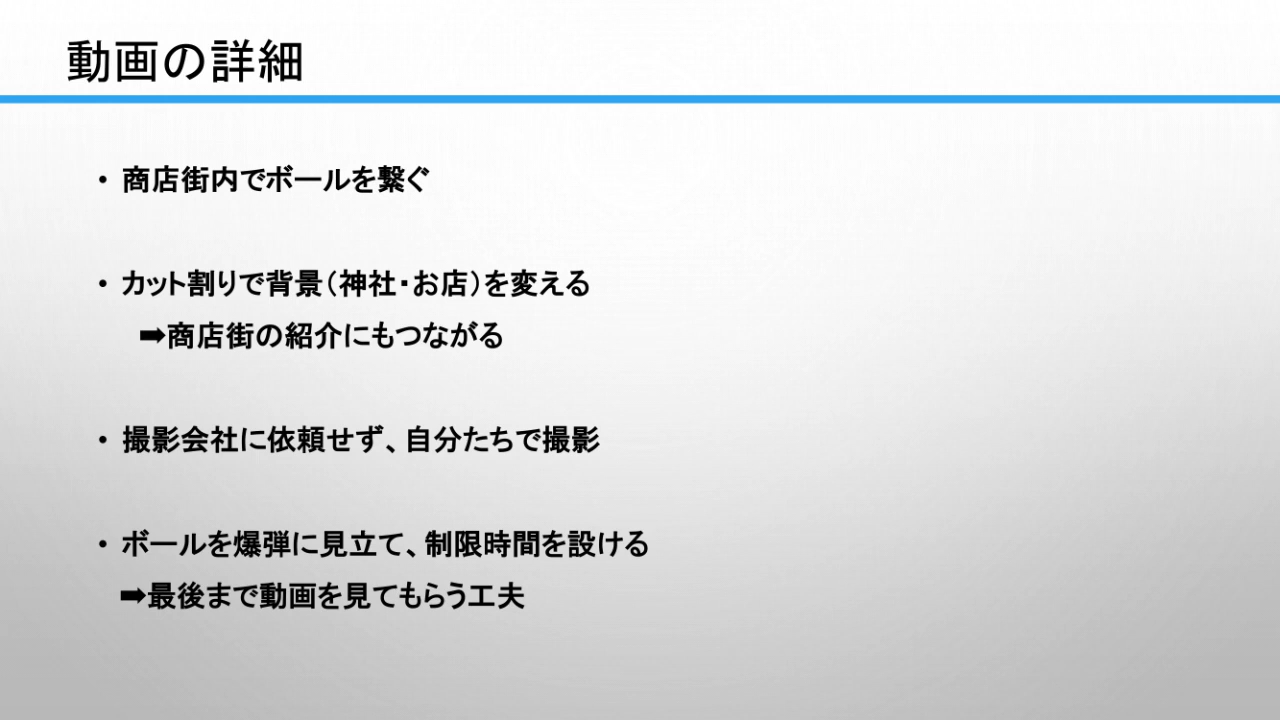 動画の詳細
• 商店街内でボールを繋ぐ
• カット割りで背景(神社・お店)を変える
➡商店街の紹介にもつながる
• 撮影会社に依頼せず、自分たちで撮影
• ボールを爆弾に見立て、制限時間を設ける
➡最後まで動画を見てもらう工夫